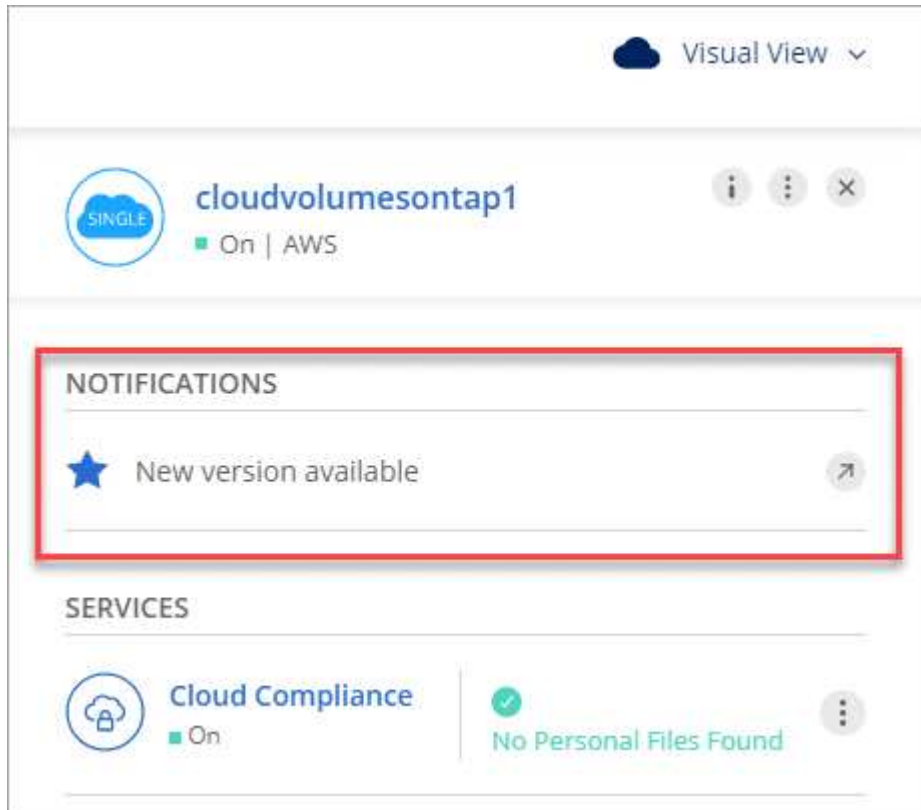 Visual View
SINGLE
cloudvolumesontap1
On | AWS
NOTIFICATIONS
New version available
SERVICES
Cloud Compliance
On
No Personal Files Found